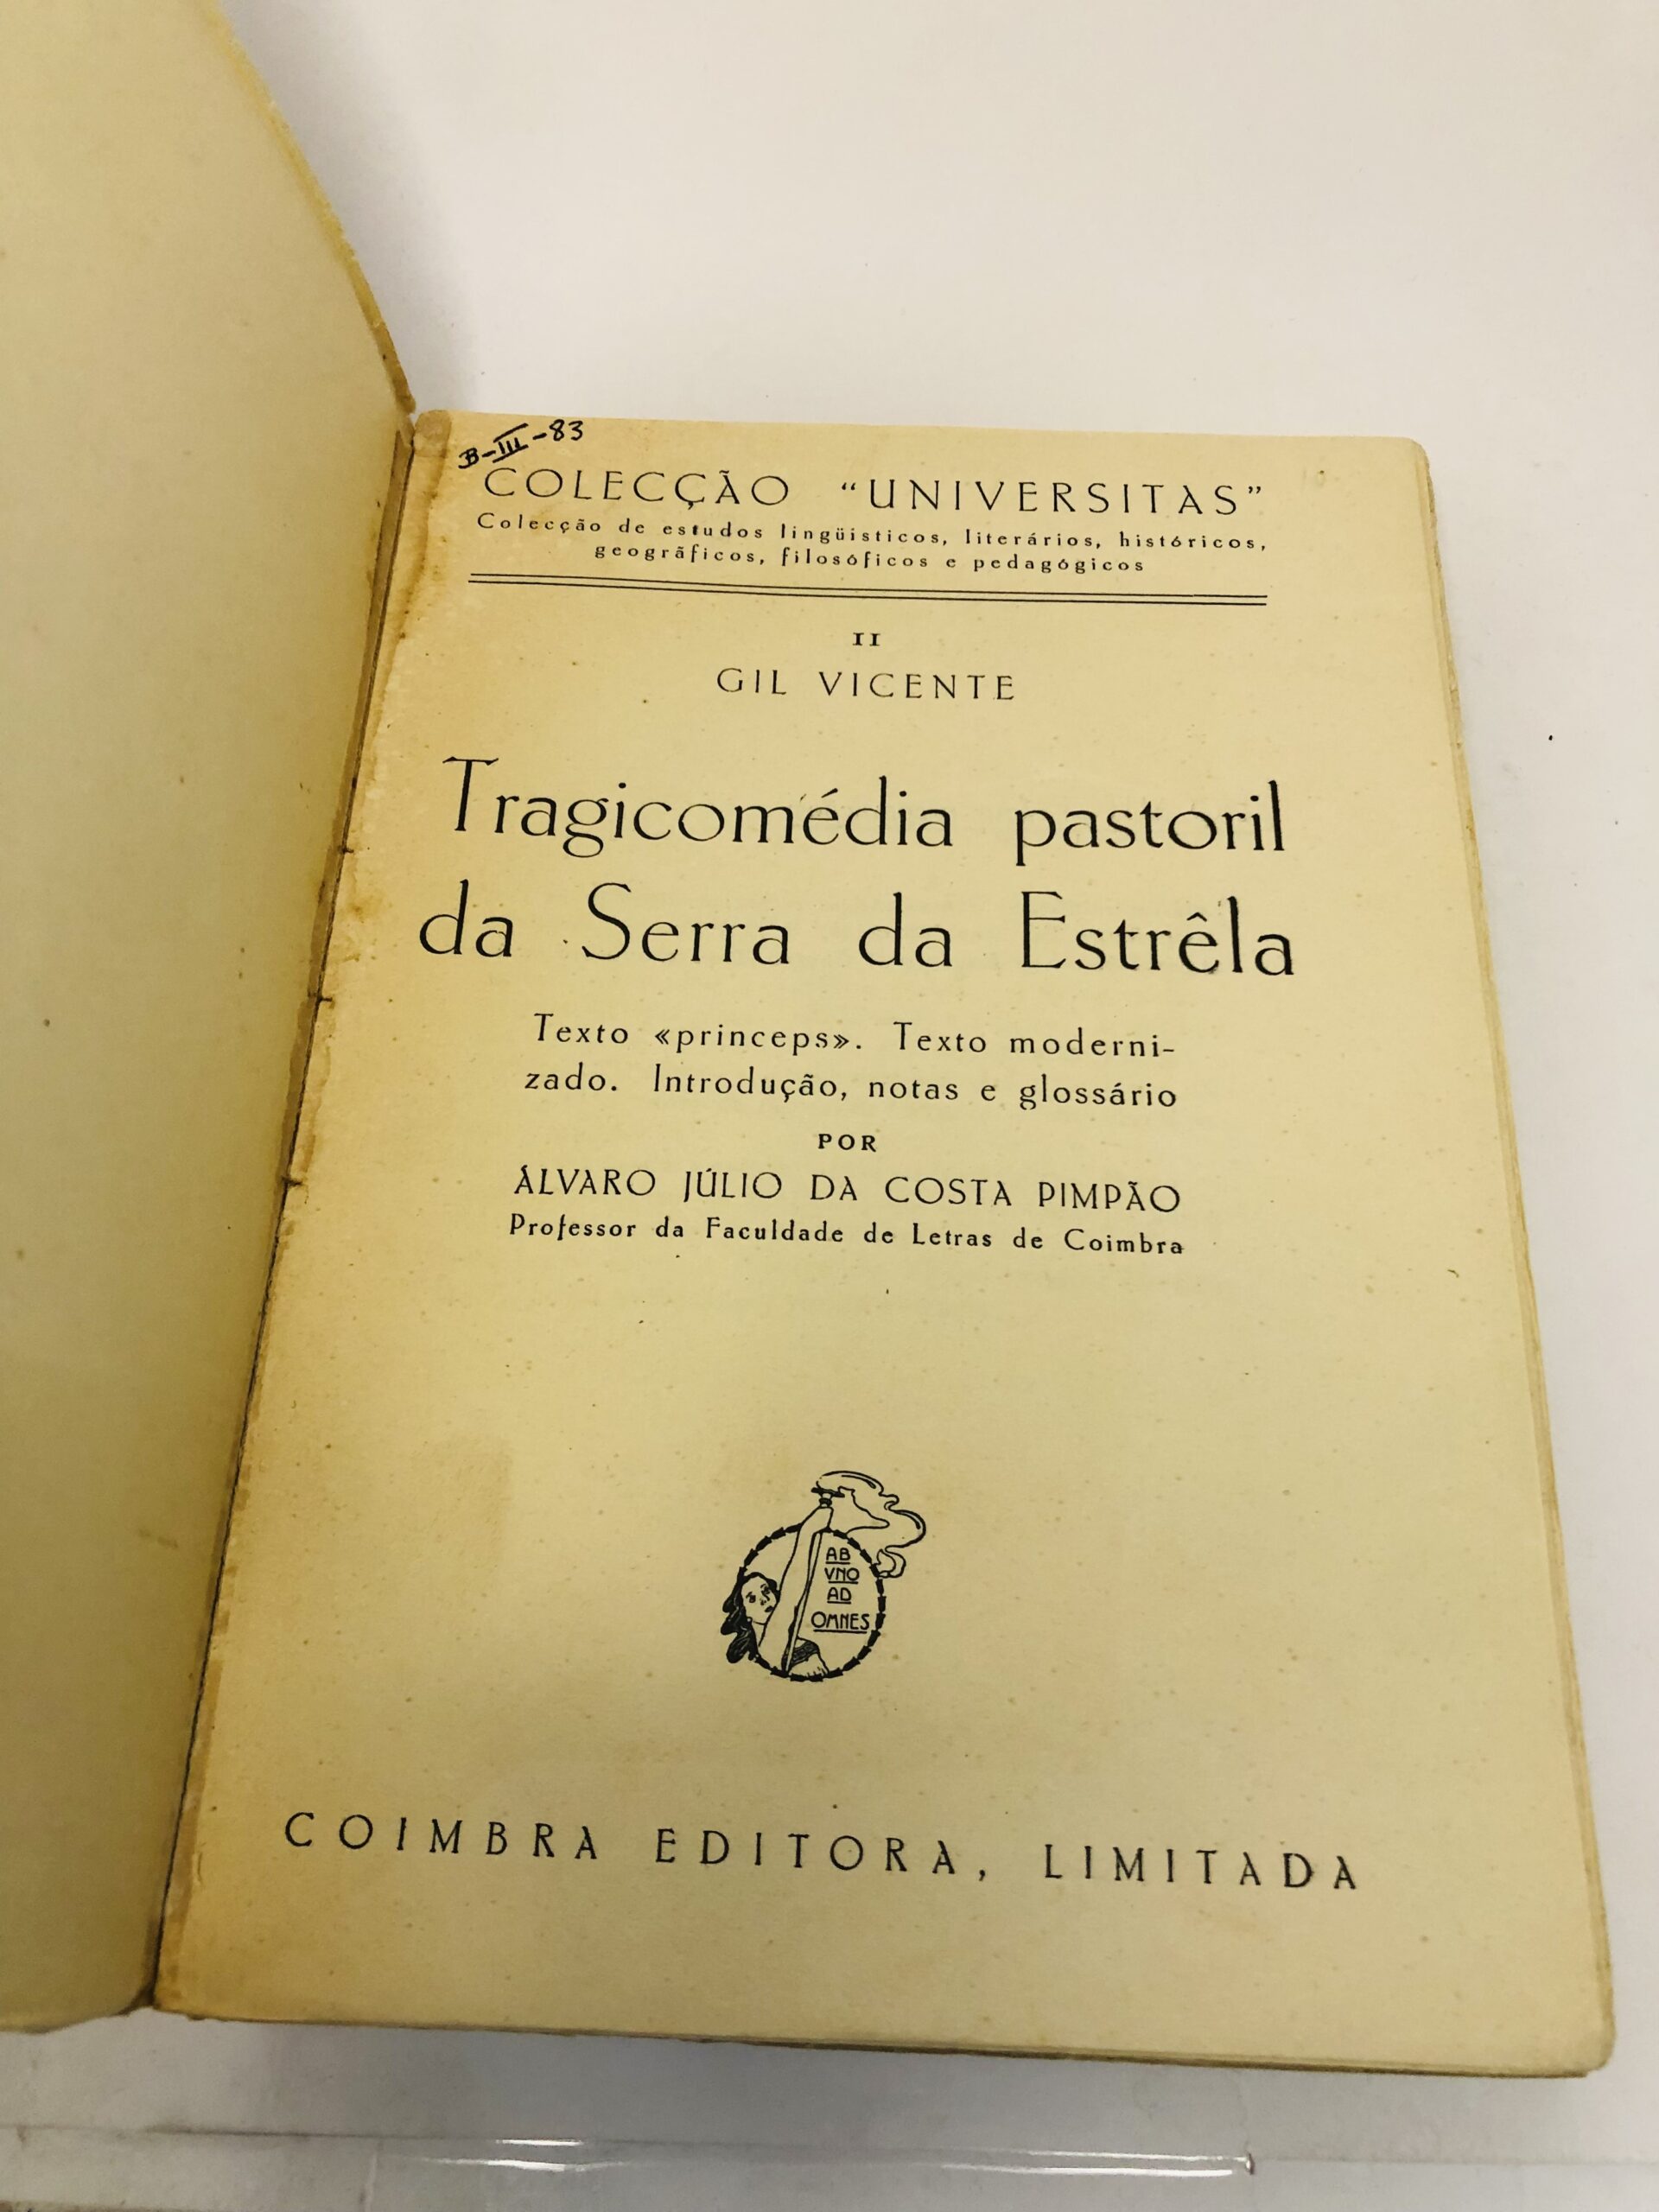 B-III-83
COLECÇÃO “UNIVERSITAS”
Colecção de estudos lingüisticos, literários, históricos,
geográficos, filosóficos e pedagógicos
II
GIL VICENTE
Tragicomédia pastoril
da Serra da Estrêla
Texto «princeps». Texto moderni-
zado. Introdução, notas e glossário
POR
ÁLVARO JÚLIO DA COSTA PIMPÃO
Professor da Faculdade de Letras de Coimbra
AB
VNO
AD
OMNES
COIMBRA EDITORA, LIMITADA